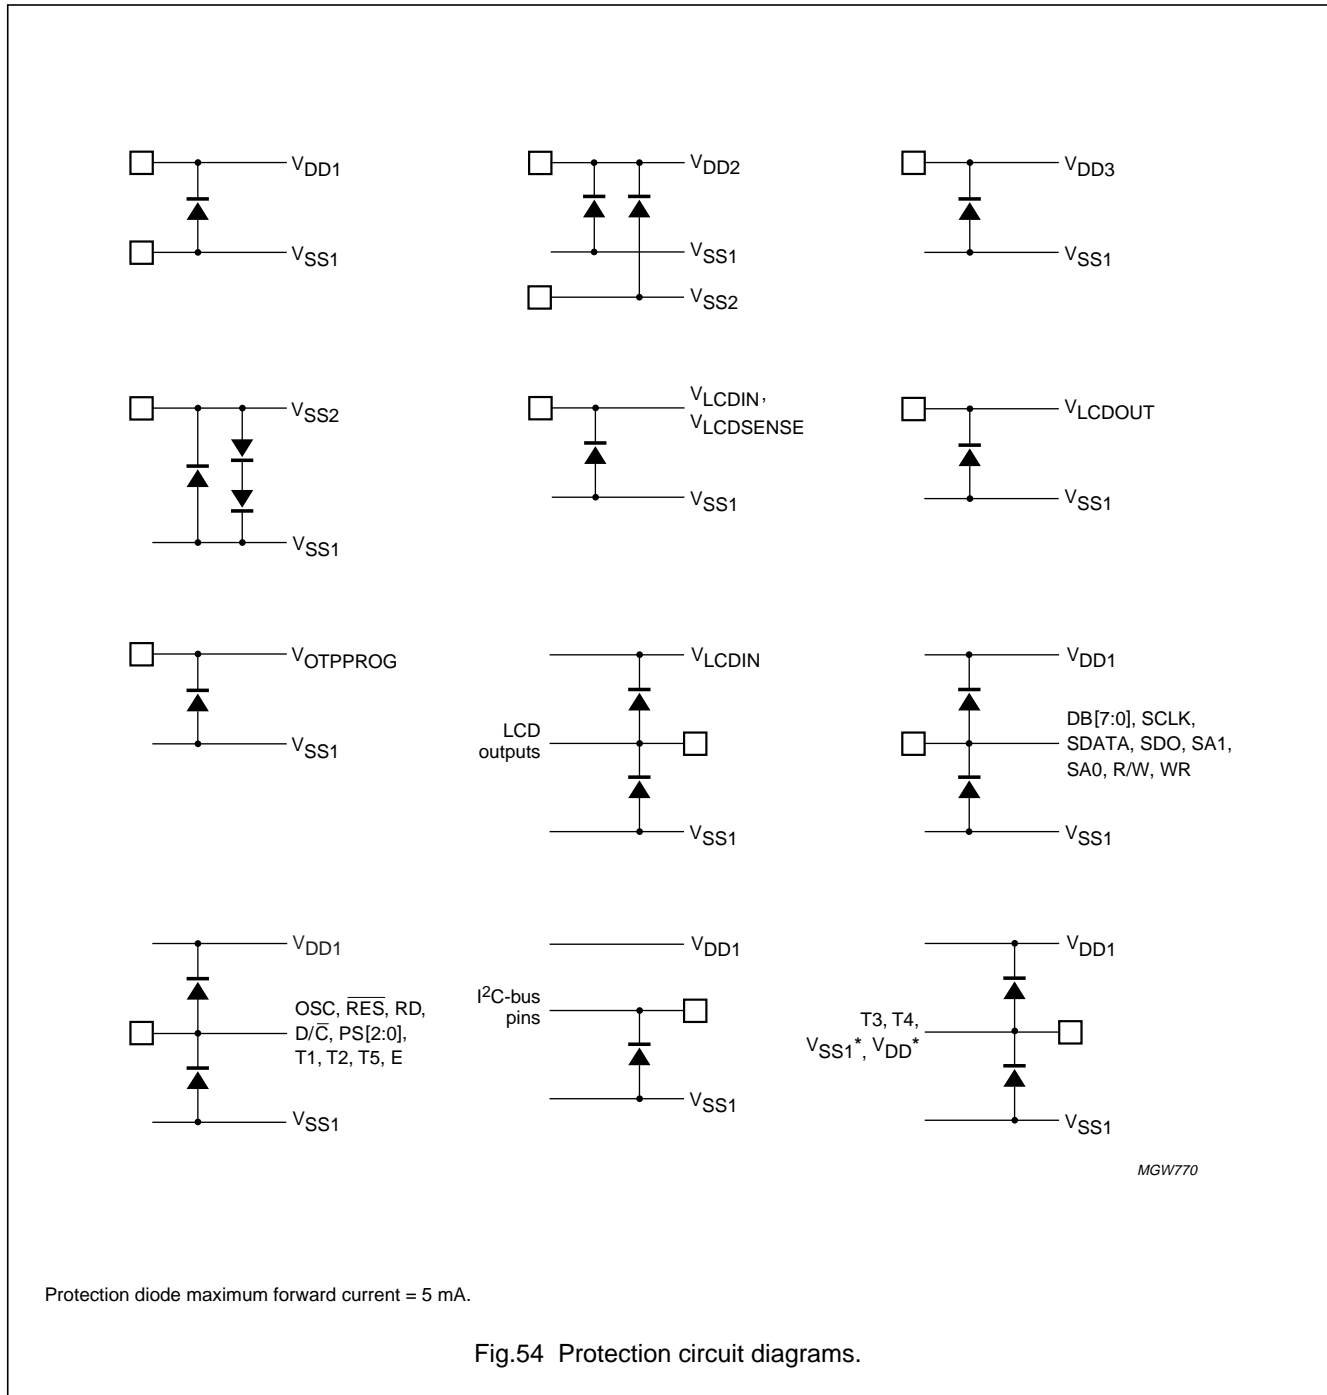 VDD1
VSS1
VDD2
VSS1
VSS2
VDD3
VSS1
VSS2
VSS1
VLCDIN,
VLCDSENSE
VSS1
VLCDOUT
VSS1
VOTPPROG
VSS1
VLCDIN
LCD
outputs
VSS1
VDD1
DB[7:0], SCLK,
SDATA, SDO, SA1,
SA0, R/W, WR
VSS1
VDD1
OSC, R̅E̅S̅, RD,
D/C̅, PS[2:0],
T1, T2, T5, E
VSS1
VDD1
I²C-bus
pins
VSS1
VDD1
T3, T4,
VSS1*, VDD*
VSS1
MGW770
Protection diode maximum forward current = 5 mA.
Fig.54 Protection circuit diagrams.